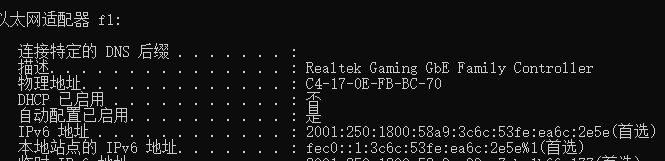 以太网适配器 f1:
连接特定的 DNS 后缀 . . . . . . . :
描述. . . . . . . . . . . . . . . : Realtek Gaming GbE Family Controller
物理地址. . . . . . . . . . . . . : C4-17-0E-FB-BC-70
DHCP 已启用 . . . . . . . . . . . : 否
自动配置已启用. . . . . . . . . . : 是
IPv6 地址 . . . . . . . . . . . . : 2001:250:1800:58a9:3c6c:53fe:ea6c:2e5e(首选)
本地站点的 IPv6 地址. . . . . . . : fec0::1:3c6c:53fe:ea6c:2e5e%1(首选)